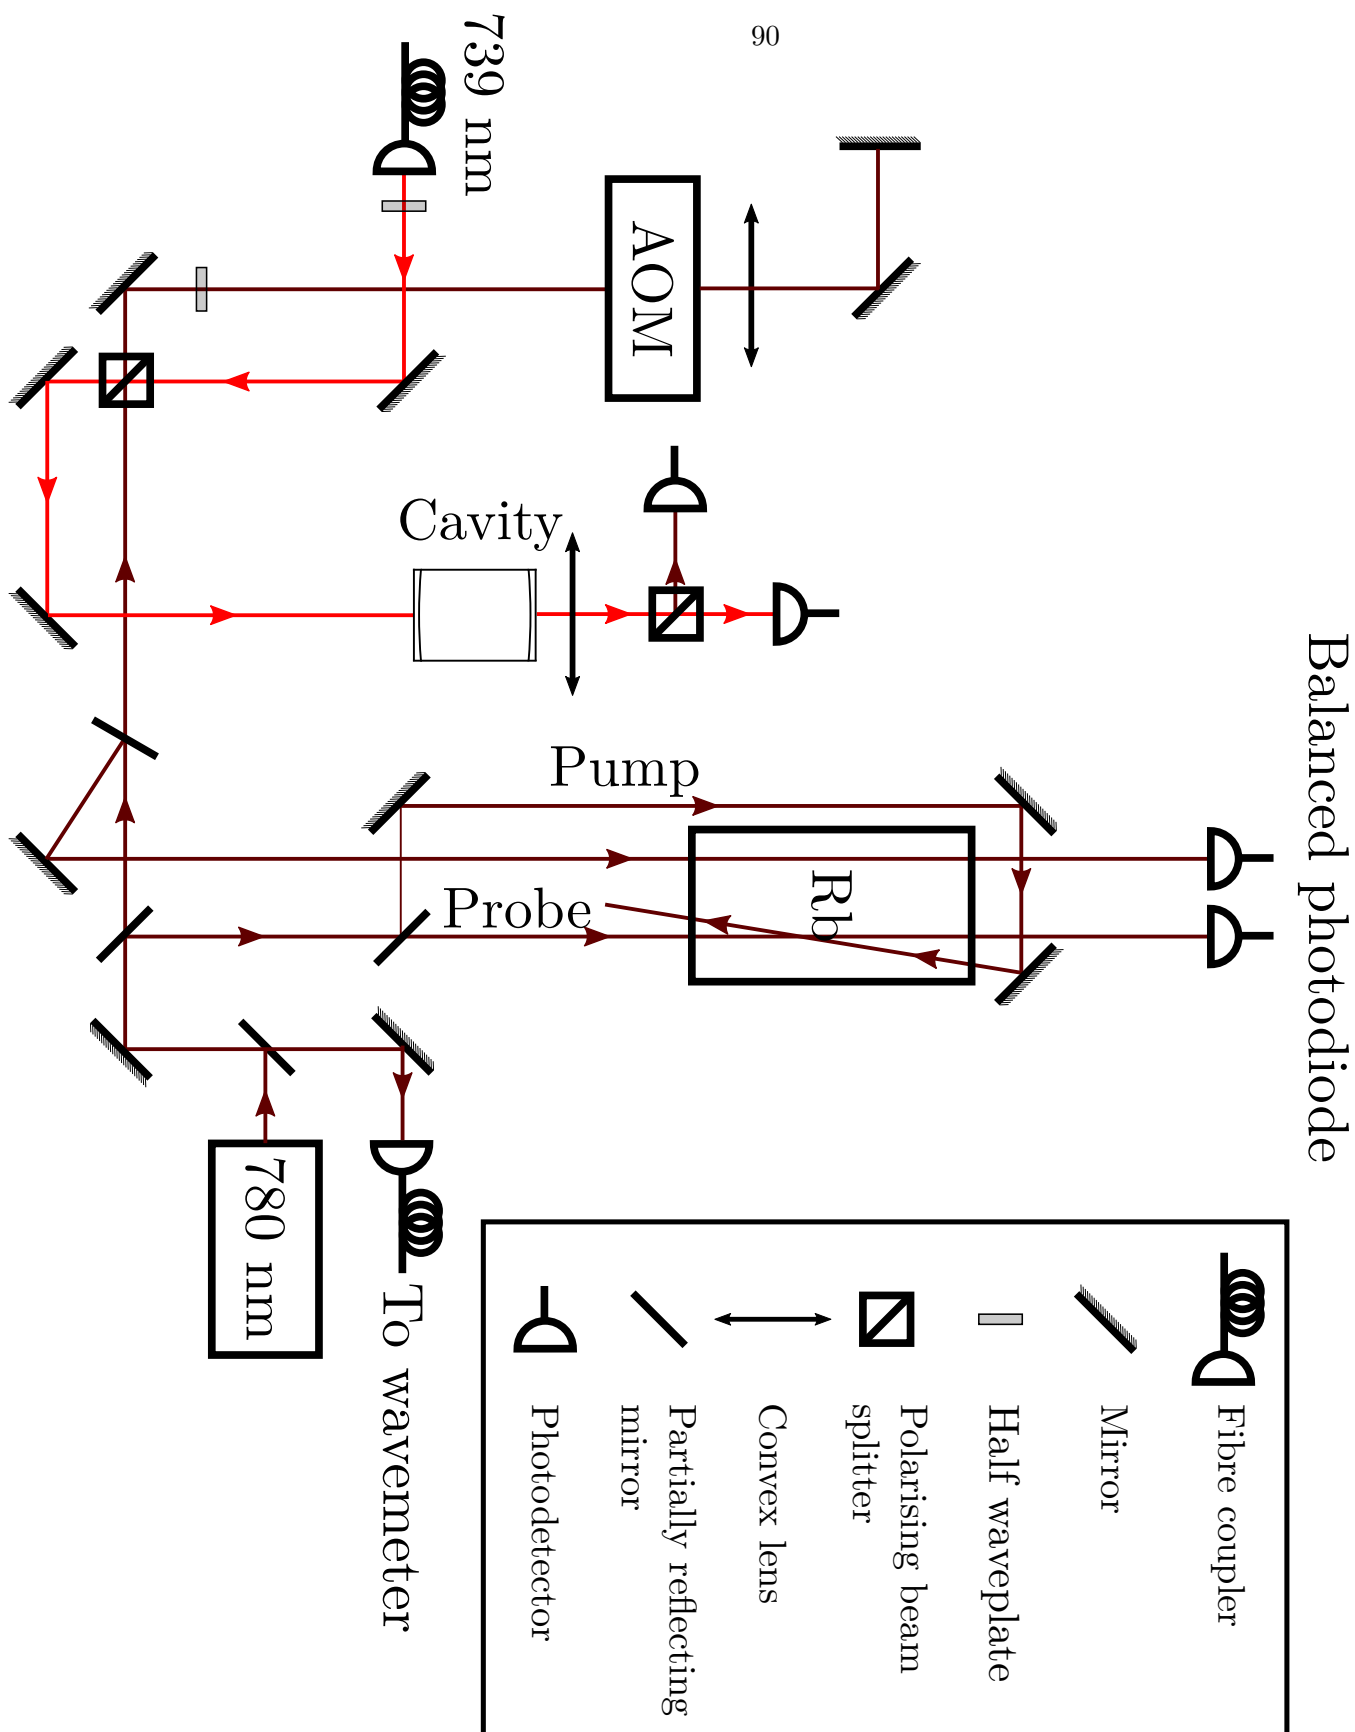 90
739 nm
AOM
Cavity
Pump
Probe
Rb
Balanced photodiode
780 nm
To wavemeter
Fibre coupler
Mirror
Half waveplate
Polarising beam
splitter
Convex lens
Partially reflecting
mirror
Photodetector